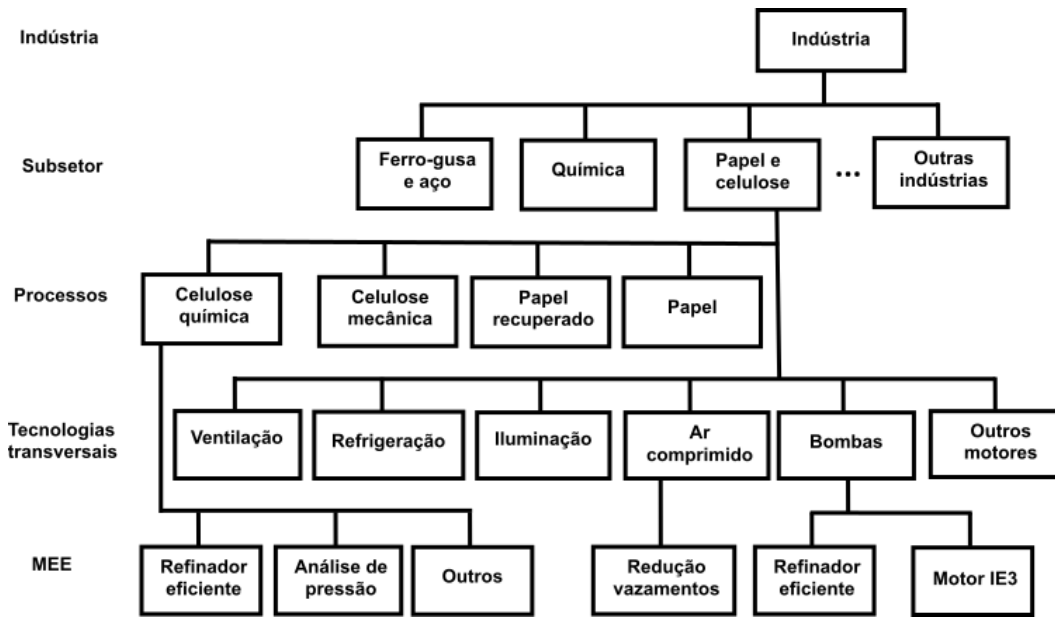 Indústria
Indústria
Subsetor
Ferro-gusa
e aço
Química
Papel e
celulose
...
Outras
indústrias
Processos
Celulose
química
Celulose
mecânica
Papel
recuperado
Papel
Tecnologias
transversais
Ventilação
Refrigeração
Iluminação
Ar
comprimido
Bombas
Outros
motores
MEE
Refinador
eficiente
Análise de
pressão
Outros
Redução
vazamentos
Refinador
eficiente
Motor IE3